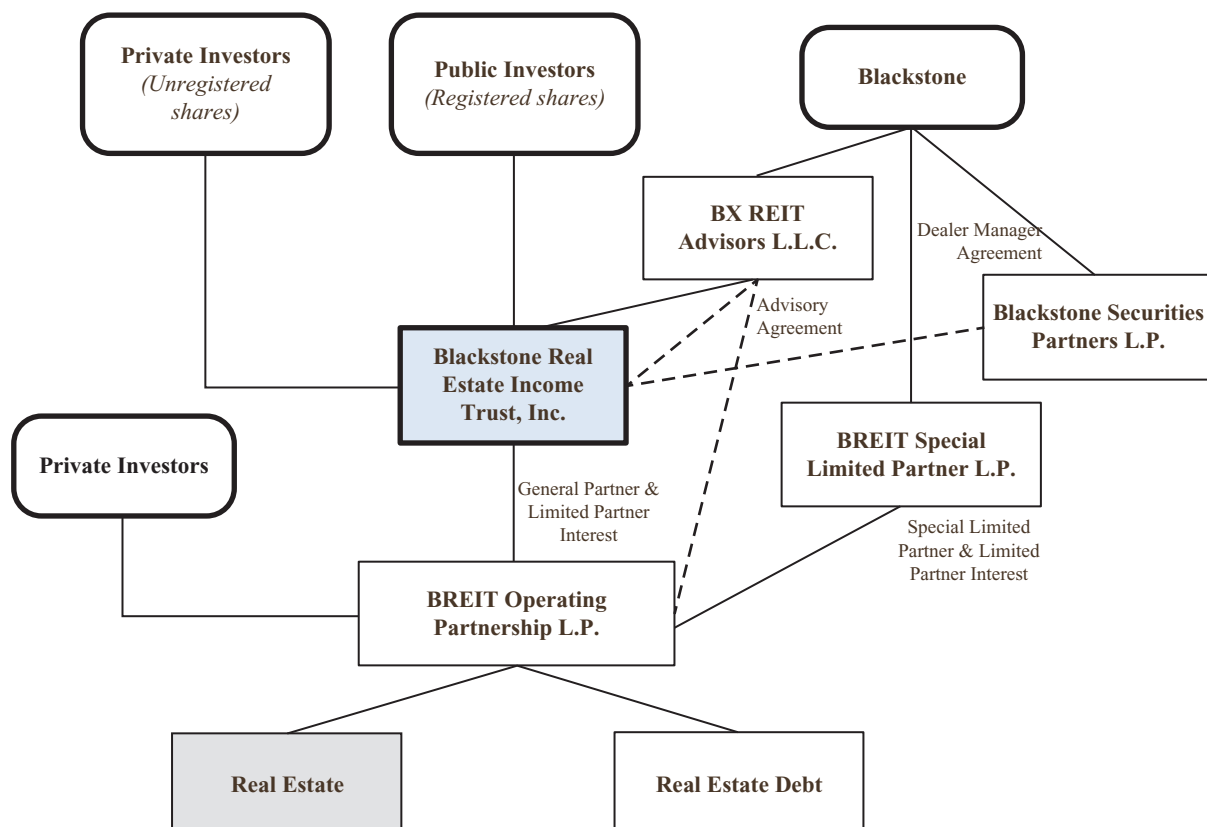 Private Investors
(Unregistered
shares)
Public Investors
(Registered shares)
Blackstone
BX REIT
Advisors L.L.C.
Dealer Manager
Agreement
Blackstone Securities
Partners L.P.
Advisory
Agreement
Blackstone Real
Estate Income
Trust, Inc.
BREIT Special
Limited Partner L.P.
Private Investors
General Partner &
Limited Partner
Interest
Special Limited
Partner & Limited
Partner Interest
BREIT Operating
Partnership L.P.
Real Estate
Real Estate Debt